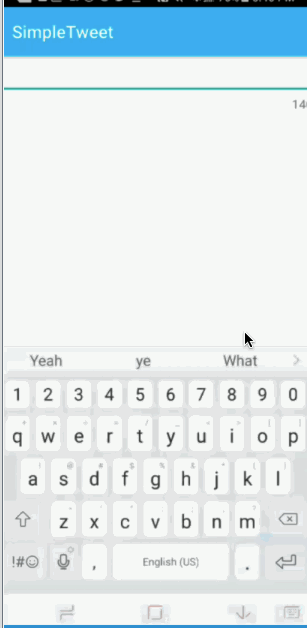 SimpleTweet
14
Yeah ye What >
1 2 3 4 5 6 7 8 9 0
q w e r t y u i o p
a s d f g h j k l
z x c v b n m
!#☺ , English (US) .